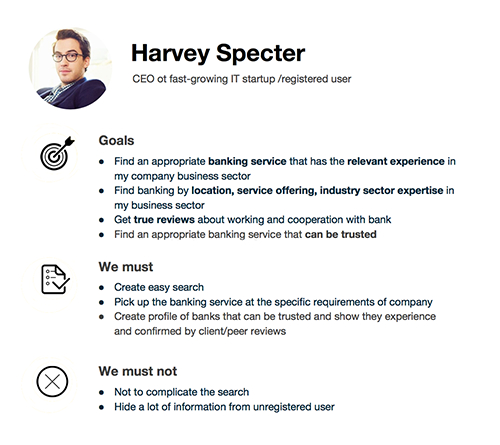 Harvey Specter
CEO ot fast-growing IT startup /registered user
Goals
● Find an appropriate banking service that has the relevant experience in
my company business sector
● Find banking by location, service offering, industry sector expertise in
my business sector
● Get true reviews about working and cooperation with bank
● Find an appropriate banking service that can be trusted
We must
● Create easy search
● Pick up the banking service at the specific requirements of company
● Create profile of banks that can be trusted and show they experience
and confirmed by client/peer reviews
We must not
● Not to complicate the search
● Hide a lot of information from unregistered user